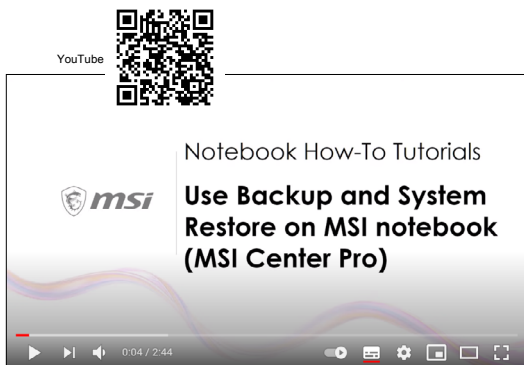 YouTube
Notebook How-To Tutorials
msi
Use Backup and System
Restore on MSI notebook
(MSI Center Pro)
0:04 / 2:44